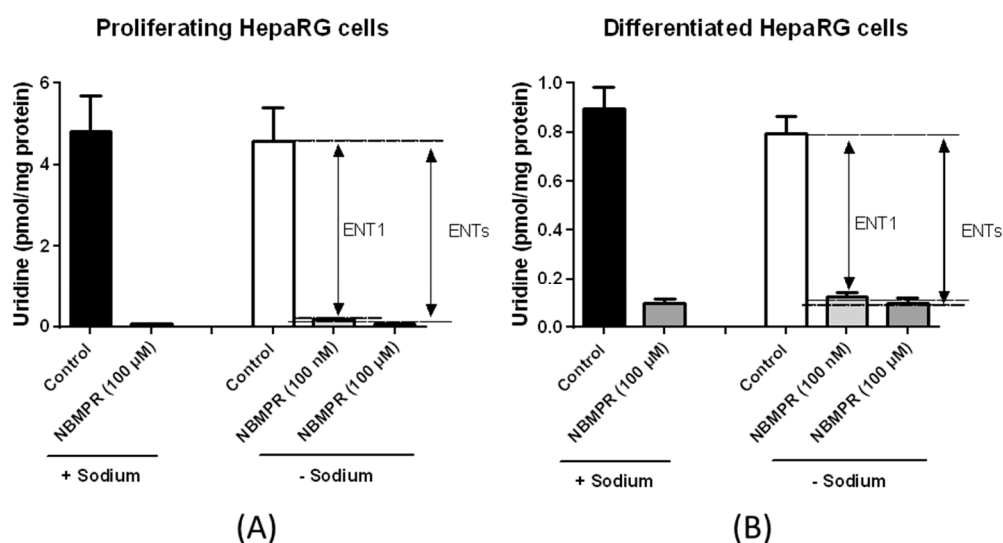 Proliferating HepaRG cells
Uridine (pmol/mg protein)
6
4
2
0
ENT1
ENTs
Control
NBMPR (100 µM)
Control
NBMPR (100 nM)
NBMPR (100 µM)
+ Sodium
- Sodium
(A)
Differentiated HepaRG cells
Uridine (pmol/mg protein)
1.0
0.8
0.6
0.4
0.2
0.0
ENT1
ENTs
Control
NBMPR (100 µM)
Control
NBMPR (100 nM)
NBMPR (100 µM)
+ Sodium
- Sodium
(B)